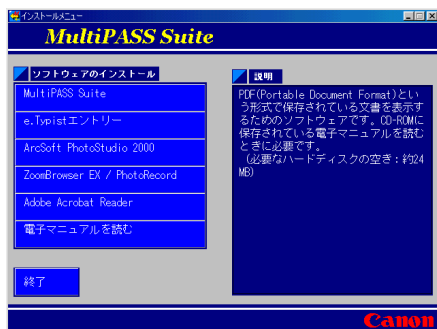 インストールメニュー
MultiPASS Suite
ソフトウェアのインストール
MultiPASS Suite
e.Typistエントリー
ArcSoft PhotoStudio 2000
ZoomBrowser EX / PhotoRecord
Adobe Acrobat Reader
電子マニュアルを読む
終了
説明
PDF(Portable Document Format)とい
う形式で保存されている文書を表示す
るためのソフトウェアです。CD-ROMに
保存されている電子マニュアルを読む
ときに必要です。
(必要なハードディスクの空き：約24
MB)
Canon